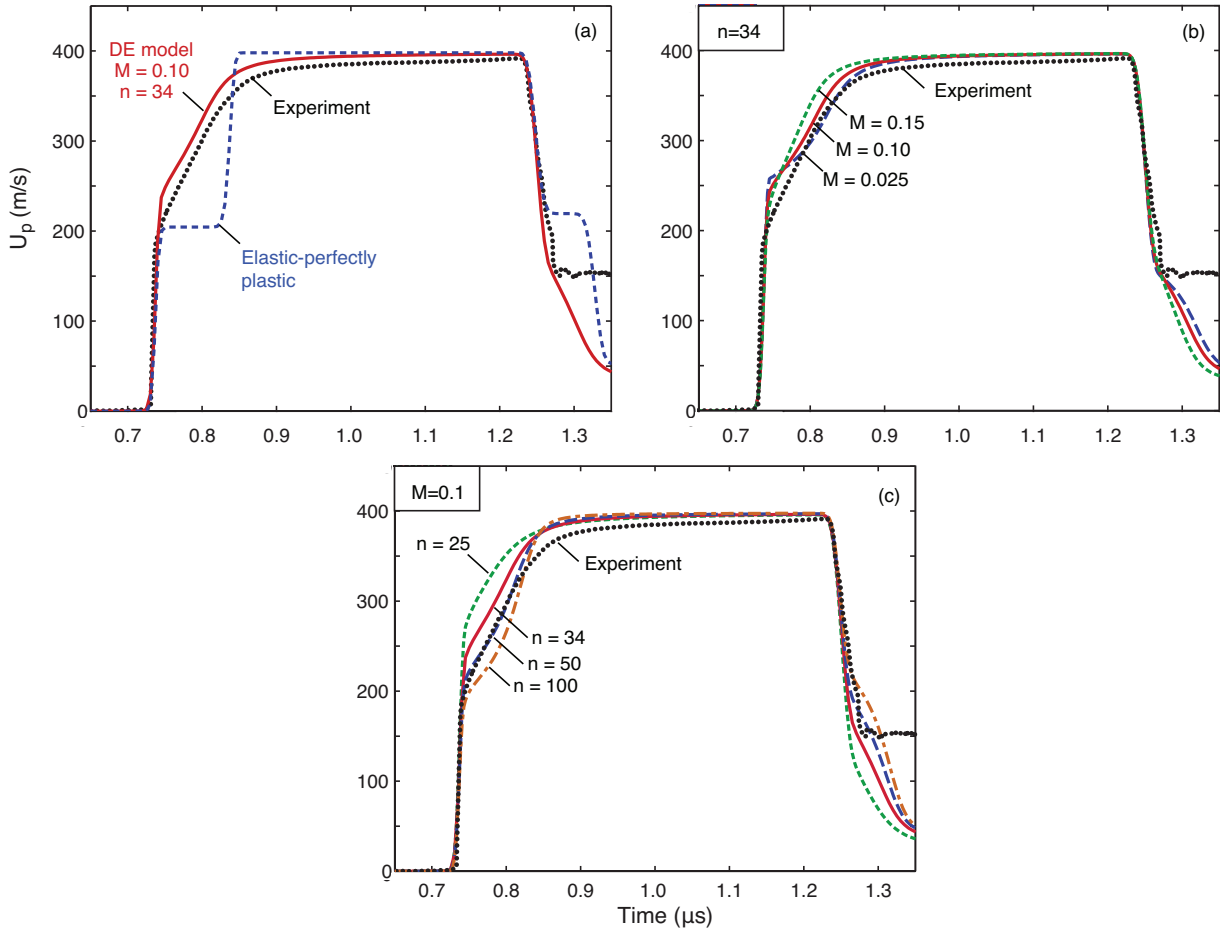 (a)
400
300
200
100
0
U_p (m/s)
DE model
M = 0.10
n = 34
Experiment
Elastic-perfectly
plastic
0.7 0.8 0.9 1.0 1.1 1.2 1.3
n=34
(b)
400
300
200
100
0
Experiment
M = 0.15
M = 0.10
M = 0.025
0.7 0.8 0.9 1.0 1.1 1.2 1.3
M=0.1
(c)
400
300
200
100
0
n = 25
Experiment
n = 34
n = 50
n = 100
0.7 0.8 0.9 1.0 1.1 1.2 1.3
Time (μs)